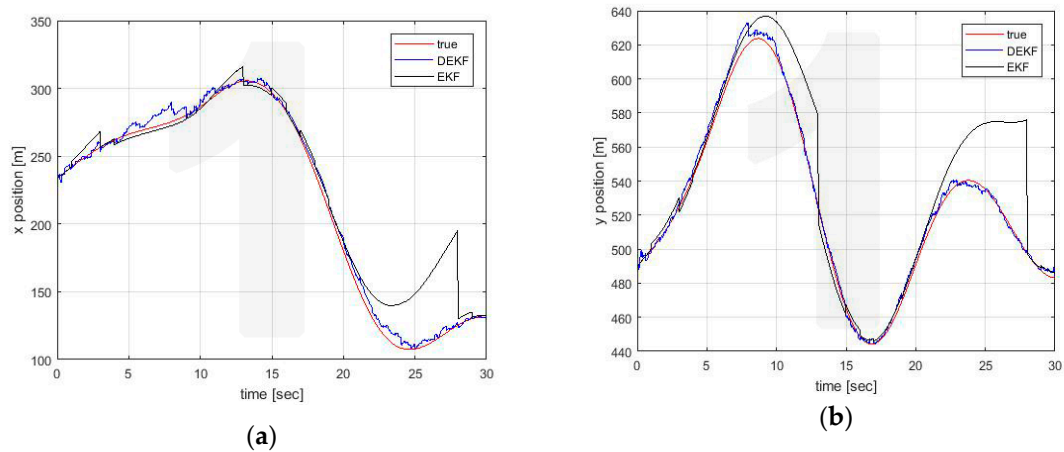 350
300
250
200
150
100
0 5 10 15 20 25 30
x position [m]
time [sec]
true
DEKF
EKF
(a)
640
620
600
580
560
540
520
500
480
460
440
0 5 10 15 20 25 30
y position [m]
time [sec]
true
DEKF
EKF
(b)
1
1